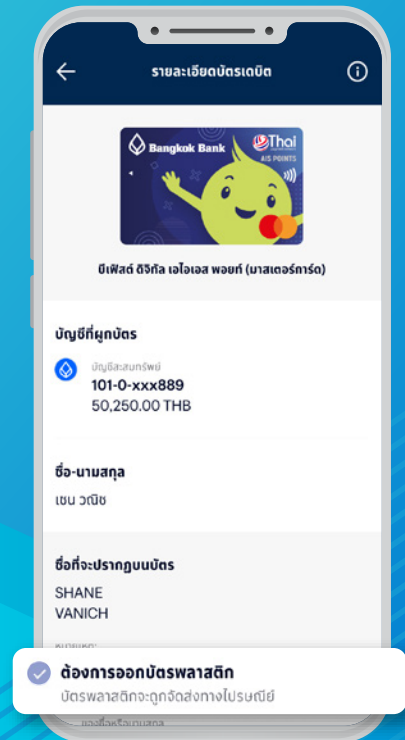 รายละเอียดบัตรเดบิต
Bangkok Bank
Thai
AIS POINTS
บีเฟิสต์ ดิจิทัล เอไอเอส พอยท์ (มาสเตอร์การ์ด)
บัญชีที่ผูกบัตร
บัญชีสะสมทรัพย์
101-0-xxx889
50,250.00 THB
ชื่อ-นามสกุล
เชน วณิช
ชื่อที่จะปรากฏบนบัตร
SHANE
VANICH
ต้องการออกบัตรพลาสติก
บัตรพลาสติกจะถูกจัดส่งทางไปรษณีย์